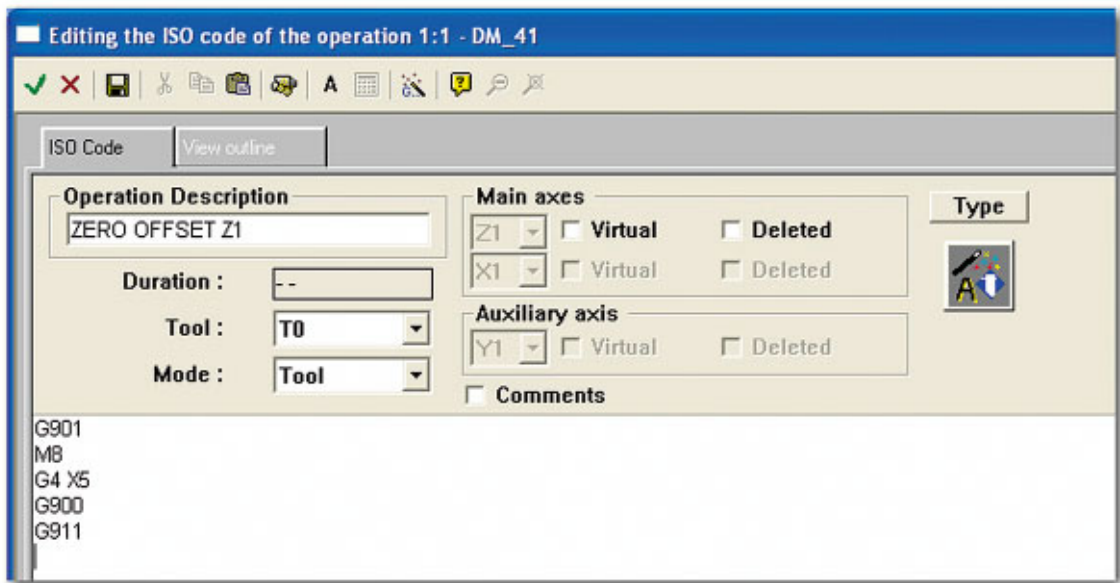 Editing the ISO code of the operation 1:1 - DM_41
A
ISO Code
View outline
Operation Description
ZERO OFFSET Z1
Duration :
--
Tool :
T0
Mode :
Tool
Main axes
Z1
Virtual
Deleted
X1
Virtual
Deleted
Auxiliary axis
Y1
Virtual
Deleted
Comments
Type
A
G901
M8
G4 X5
G900
G911